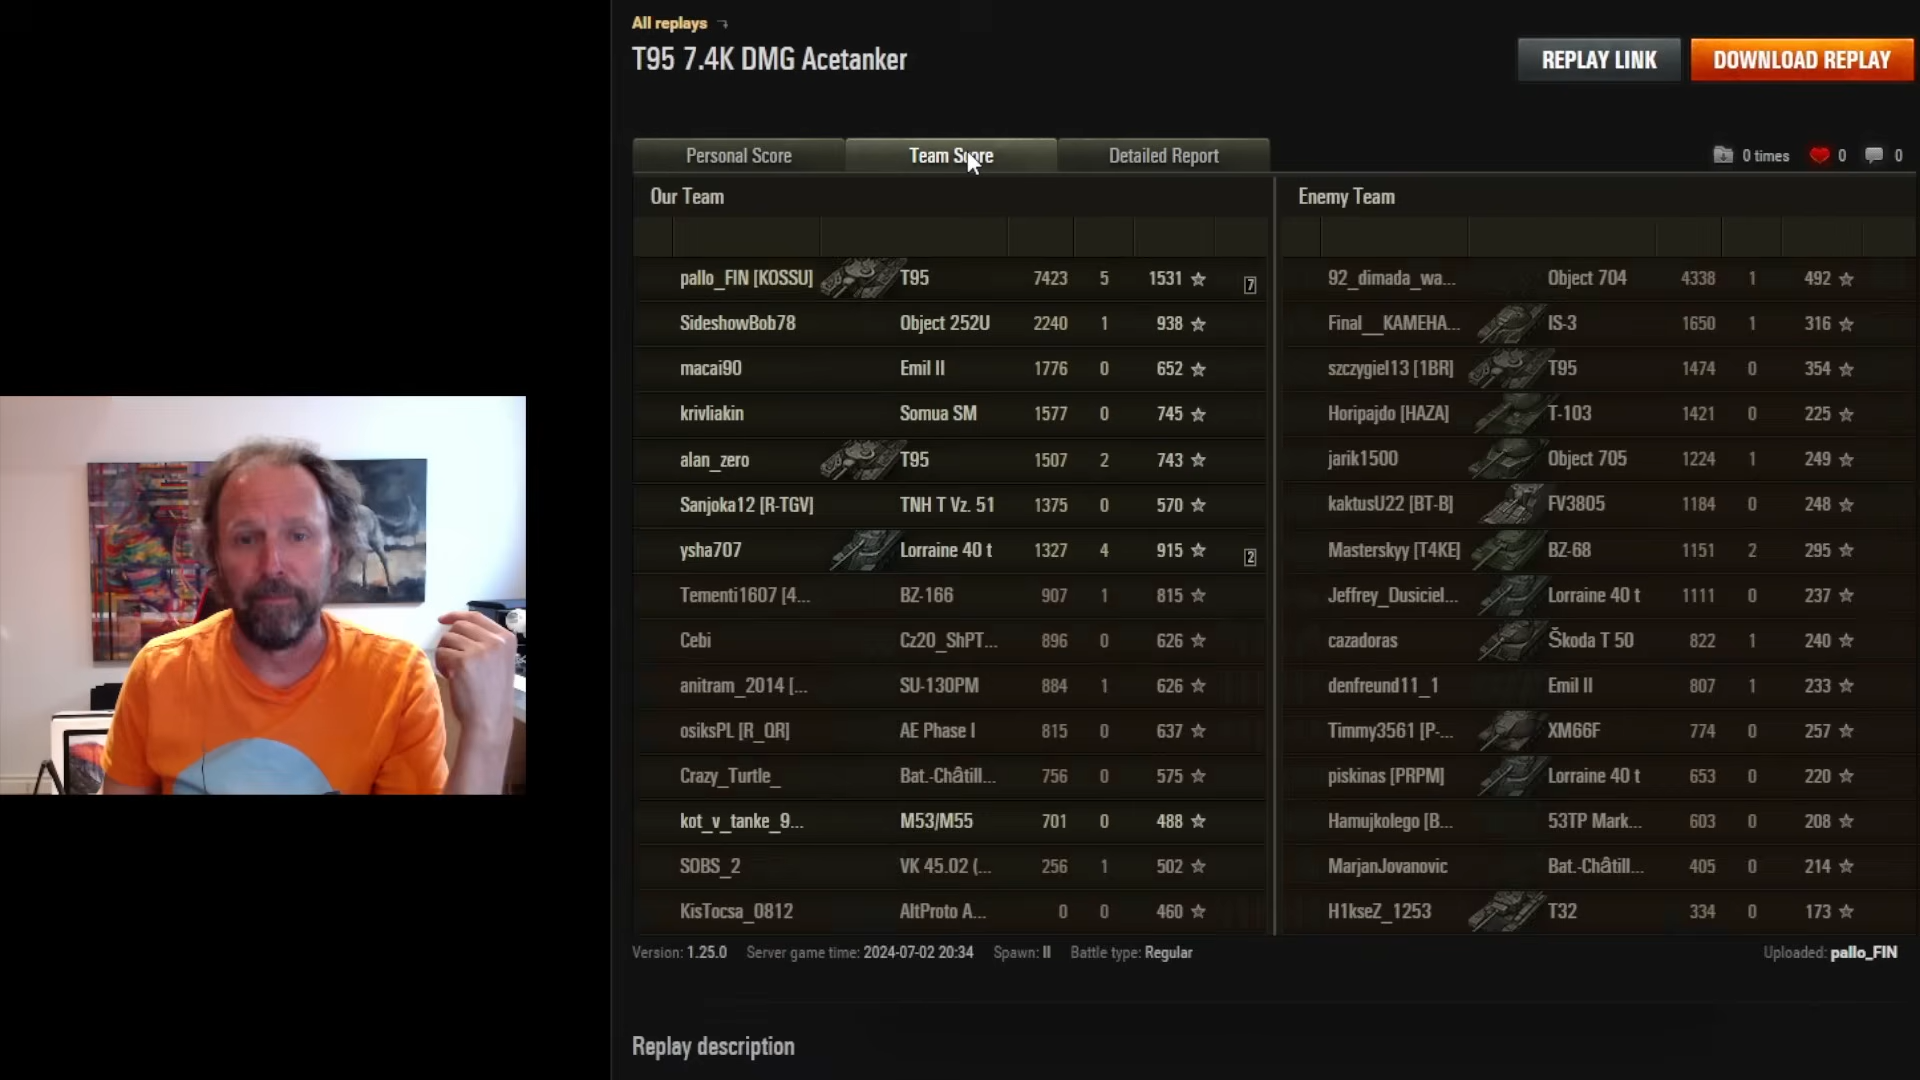 All replays
T95 7.4K DMG Acetanker
REPLAY LINK
DOWNLOAD REPLAY
Personal Score
Team Score
Detailed Report
0 times
0
0
Our Team
pallo_FIN [KOSSU] T95 7423 5 1531 7
SideshowBob78 Object 252U 2240 1 938
macai90 Emil II 1776 0 652
krivliakin Somua SM 1577 0 745
alan_zero T95 1507 2 743
Sanjoka12 [R-TGV] TNH T Vz. 51 1375 0 570
ysha707 Lorraine 40 t 1327 4 915 2
Tementi1607 [4... BZ-166 907 1 815
Cebi Cz20_ShPT... 896 0 626
anitram_2014 [... SU-130PM 884 1 626
osiksPL [R_QR] AE Phase I 815 0 637
Crazy_Turtle_ Bat.-Châtill... 756 0 575
kot_v_tanke_9... M53/M55 701 0 488
SOBS_2 VK 45.02 (... 256 1 502
KisTocsa_0812 AltProto A... 0 0 460
Enemy Team
92_dimada_wa... Object 704 4338 1 492
Final__KAMEHA... IS-3 1650 1 316
szczygiel13 [1BR] T95 1474 0 354
Horipajdo [HAZA] T-103 1421 0 225
jarik1500 Object 705 1224 1 249
kaktusU22 [BT-B] FV3805 1184 0 248
Masterskyy [T4KE] BZ-68 1151 2 295
Jeffrey_Dusiciel... Lorraine 40 t 1111 0 237
cazadoras Škoda T 50 822 1 240
denfreund11_1 Emil II 807 1 233
Timmy3561 [P-... XM66F 774 0 257
piskinas [PRPM] Lorraine 40 t 653 0 220
Hamujkolego [B... 53TP Mark... 603 0 208
MarjanJovanovic Bat.-Châtill... 405 0 214
H1kseZ_1253 T32 334 0 173
Version: 1.25.0 Server game time: 2024-07-02 20:34 Spawn: II Battle type: Regular
Uploaded: pallo_FIN
Replay description